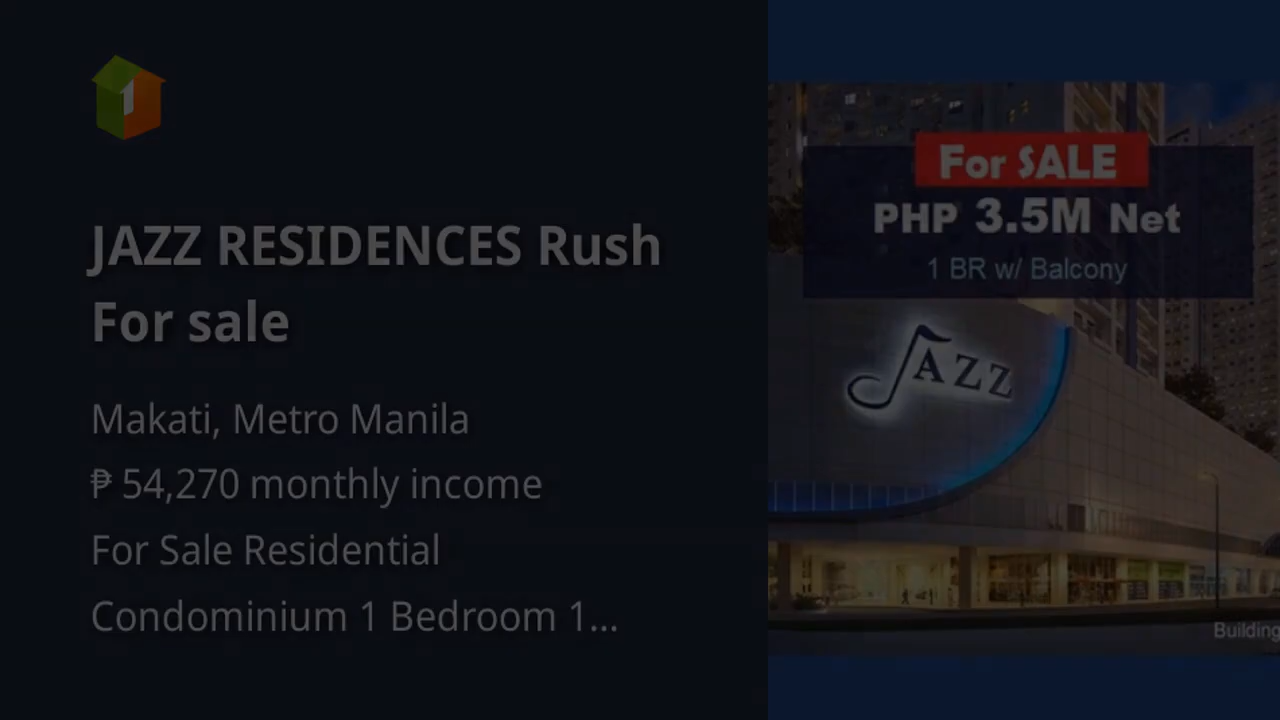 JAZZ RESIDENCES Rush
For sale
Makati, Metro Manila
₱ 54,270 monthly income
For Sale Residential
Condominium 1 Bedroom 1...
For SALE
PHP 3.5M Net
1 BR w/ Balcony
JAZZ
Building